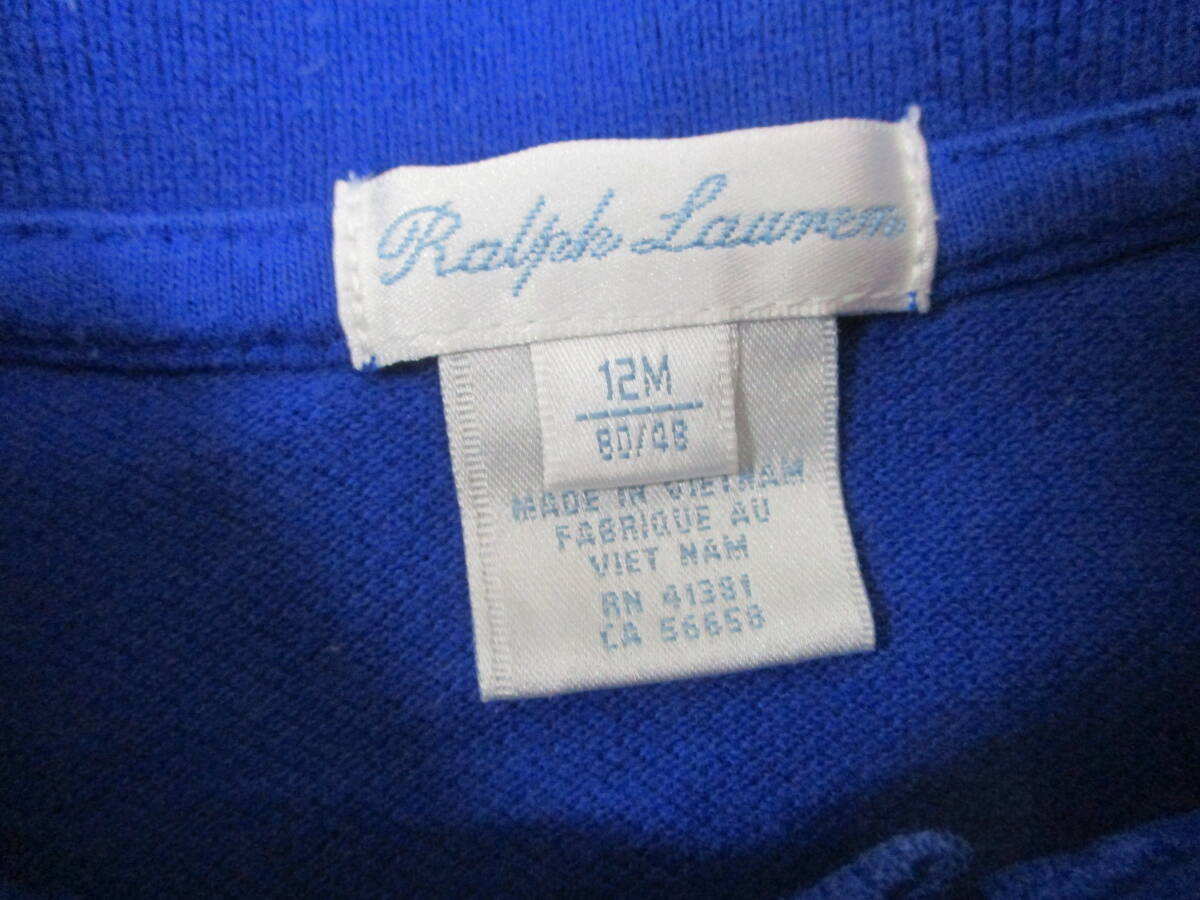 Ralph Lauren
12M
80/48
MADE IN VIETNAM
FABRIQUE AU
VIET NAM
RN 41381
CA 56658